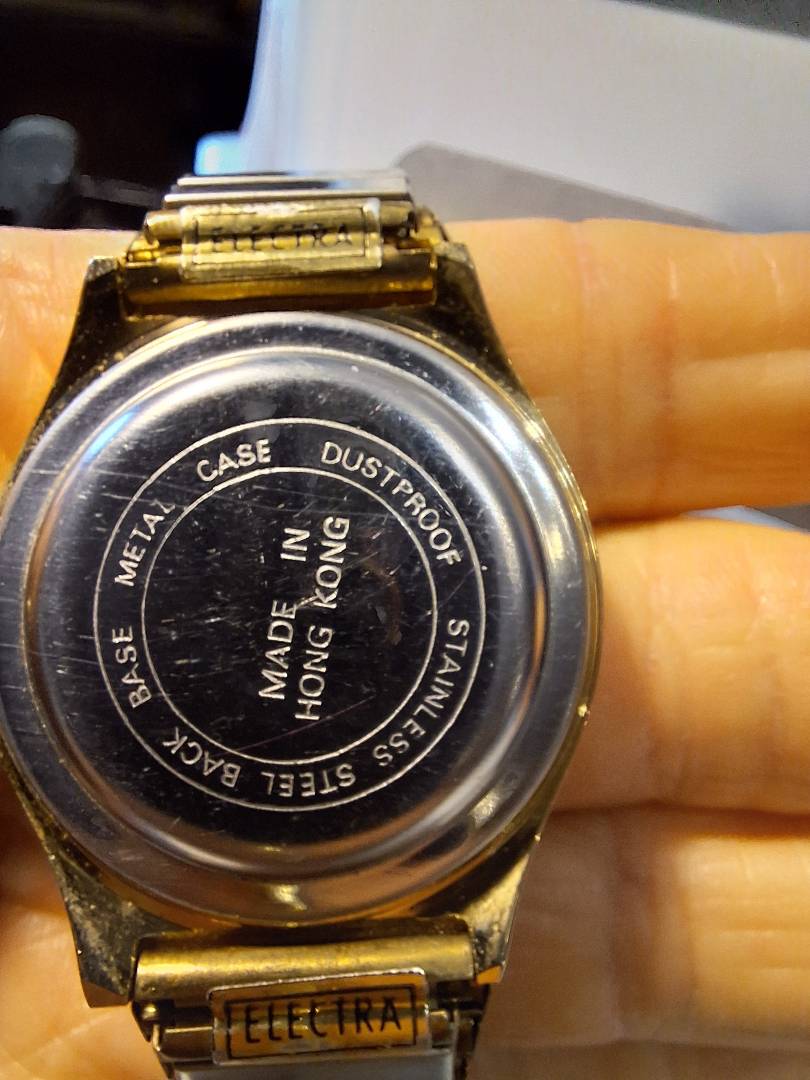 ELECTRA
BASE METAL CASE DUSTPROOF STAINLESS STEEL BACK
MADE IN
HONG KONG
ELECTRA